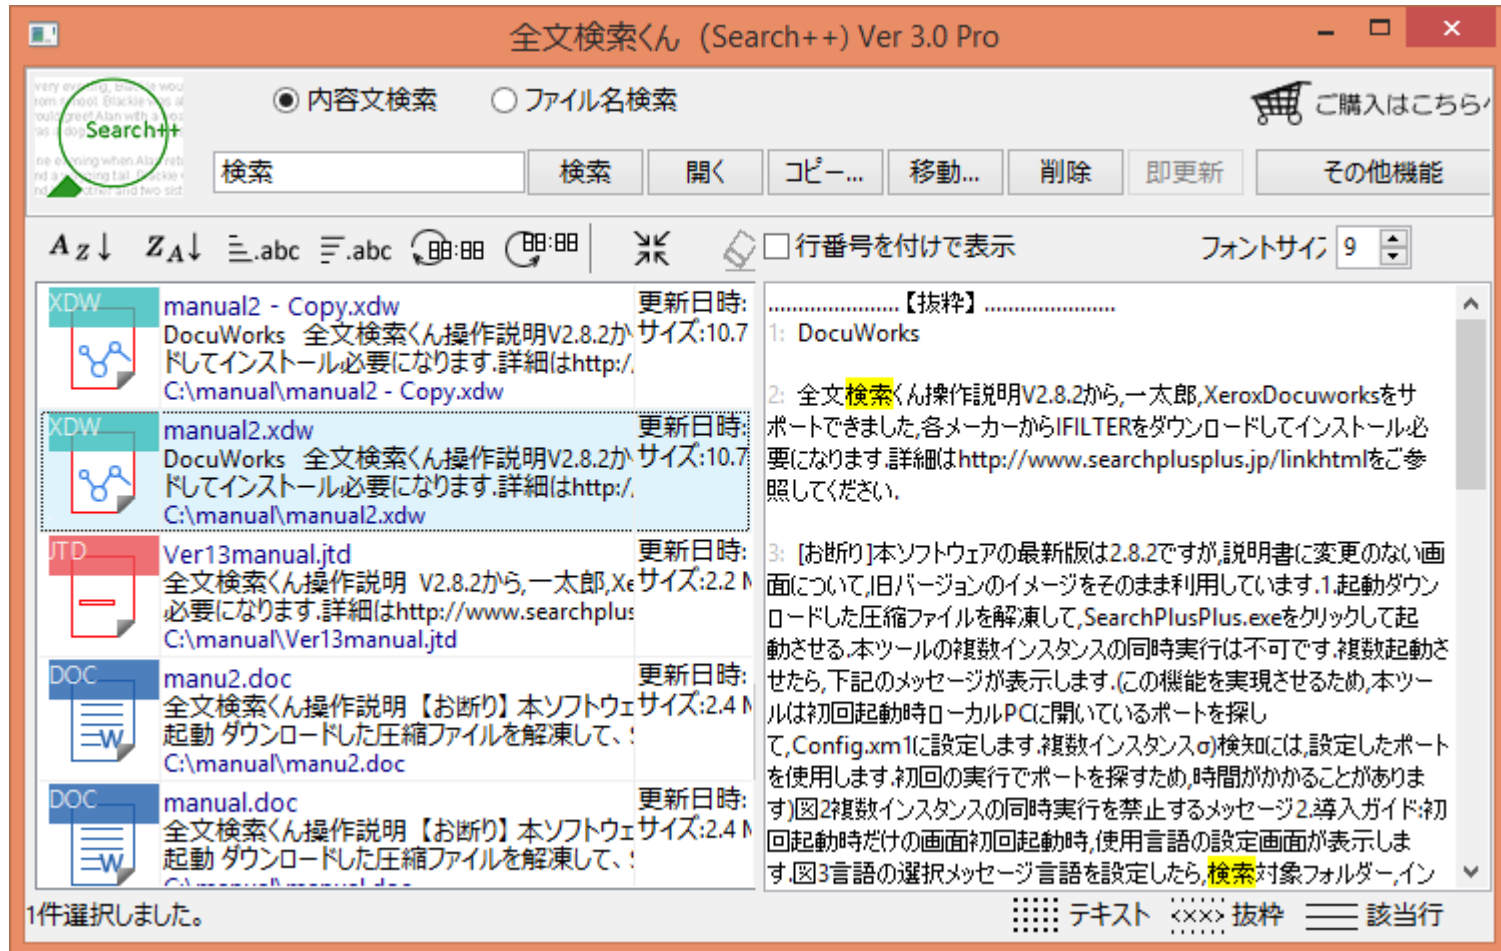 全文検索くん (Search++) Ver 3.0 Pro
Search++
内容文検索
ファイル名検索
ご購入はこちら
検索
検索
開く
コピー...
移動...
削除
即更新
その他機能
A Z↓
Z A↓
.abc
.abc
行番号を付けで表示
フォントサイ
9
XDW
manual2 - Copy.xdw
更新日時:
DocuWorks 全文検索くん操作説明V2.8.2か
サイズ:10.7
ドしてインストール必要になります.詳細はhttp:/
C:\manual\manual2 - Copy.xdw
XDW
manual2.xdw
更新日時:
DocuWorks 全文検索くん操作説明V2.8.2か
サイズ:10.7
ドしてインストール必要になります.詳細はhttp:/
C:\manual\manual2.xdw
JTD
Ver13manual.jtd
更新日時:
全文検索くん操作説明 V2.8.2から,一太郎,Xe
サイズ:2.2 M
必要になります.詳細はhttp://www.searchplus
C:\manual\Ver13manual.jtd
DOC
manu2.doc
更新日時:
全文検索くん操作説明【お断り】本ソフトウェ
サイズ:2.4 M
起動 ダウンロードした圧縮ファイルを解凍して、
C:\manual\manu2.doc
DOC
manual.doc
更新日時:
全文検索くん操作説明【お断り】本ソフトウェ
サイズ:2.4 M
起動 ダウンロードした圧縮ファイルを解凍して、
C:\manual\manual.doc
......................【抜粋】......................
1: DocuWorks
2: 全文検索くん操作説明V2.8.2から,一太郎,XeroxDocuworksをサ
ポートできました,各メーカーからIFILTERをダウンロードしてインストール必
要になります.詳細はhttp://www.searchplusplus.jp/linkhtmlをご参
照してください.
3: [お断り]本ソフトウェアの最新版は2.8.2ですが,説明書に変更のない画
面について,旧バージョンのイメージをそのまま利用しています.1.起動ダウン
ロードした圧縮ファイルを解凍して,SearchPlusPlus.exeをクリックして起
動させる.本ツールの複数インスタンスの同時実行は不可です.複数起動さ
せたら,下記のメッセージが表示します.(この機能を実現させるため,本ツー
ルは初回起動時ローカルPCに開いているポートを探し
て,Config.xm1に設定します.複数インスタンスσ)検知には,設定したポート
を使用します.初回の実行でポートを探すため,時間がかかることがありま
す)図2複数インスタンスの同時実行を禁止するメッセージ2.導入ガイド:初
回起動時だけの画面初回起動時,使用言語の設定画面が表示しま
す.図3言語の選択メッセージ言語を設定したら,検索対象フォルダー,イン
1件選択しました。
テキスト
<xx>
抜粋
該当行